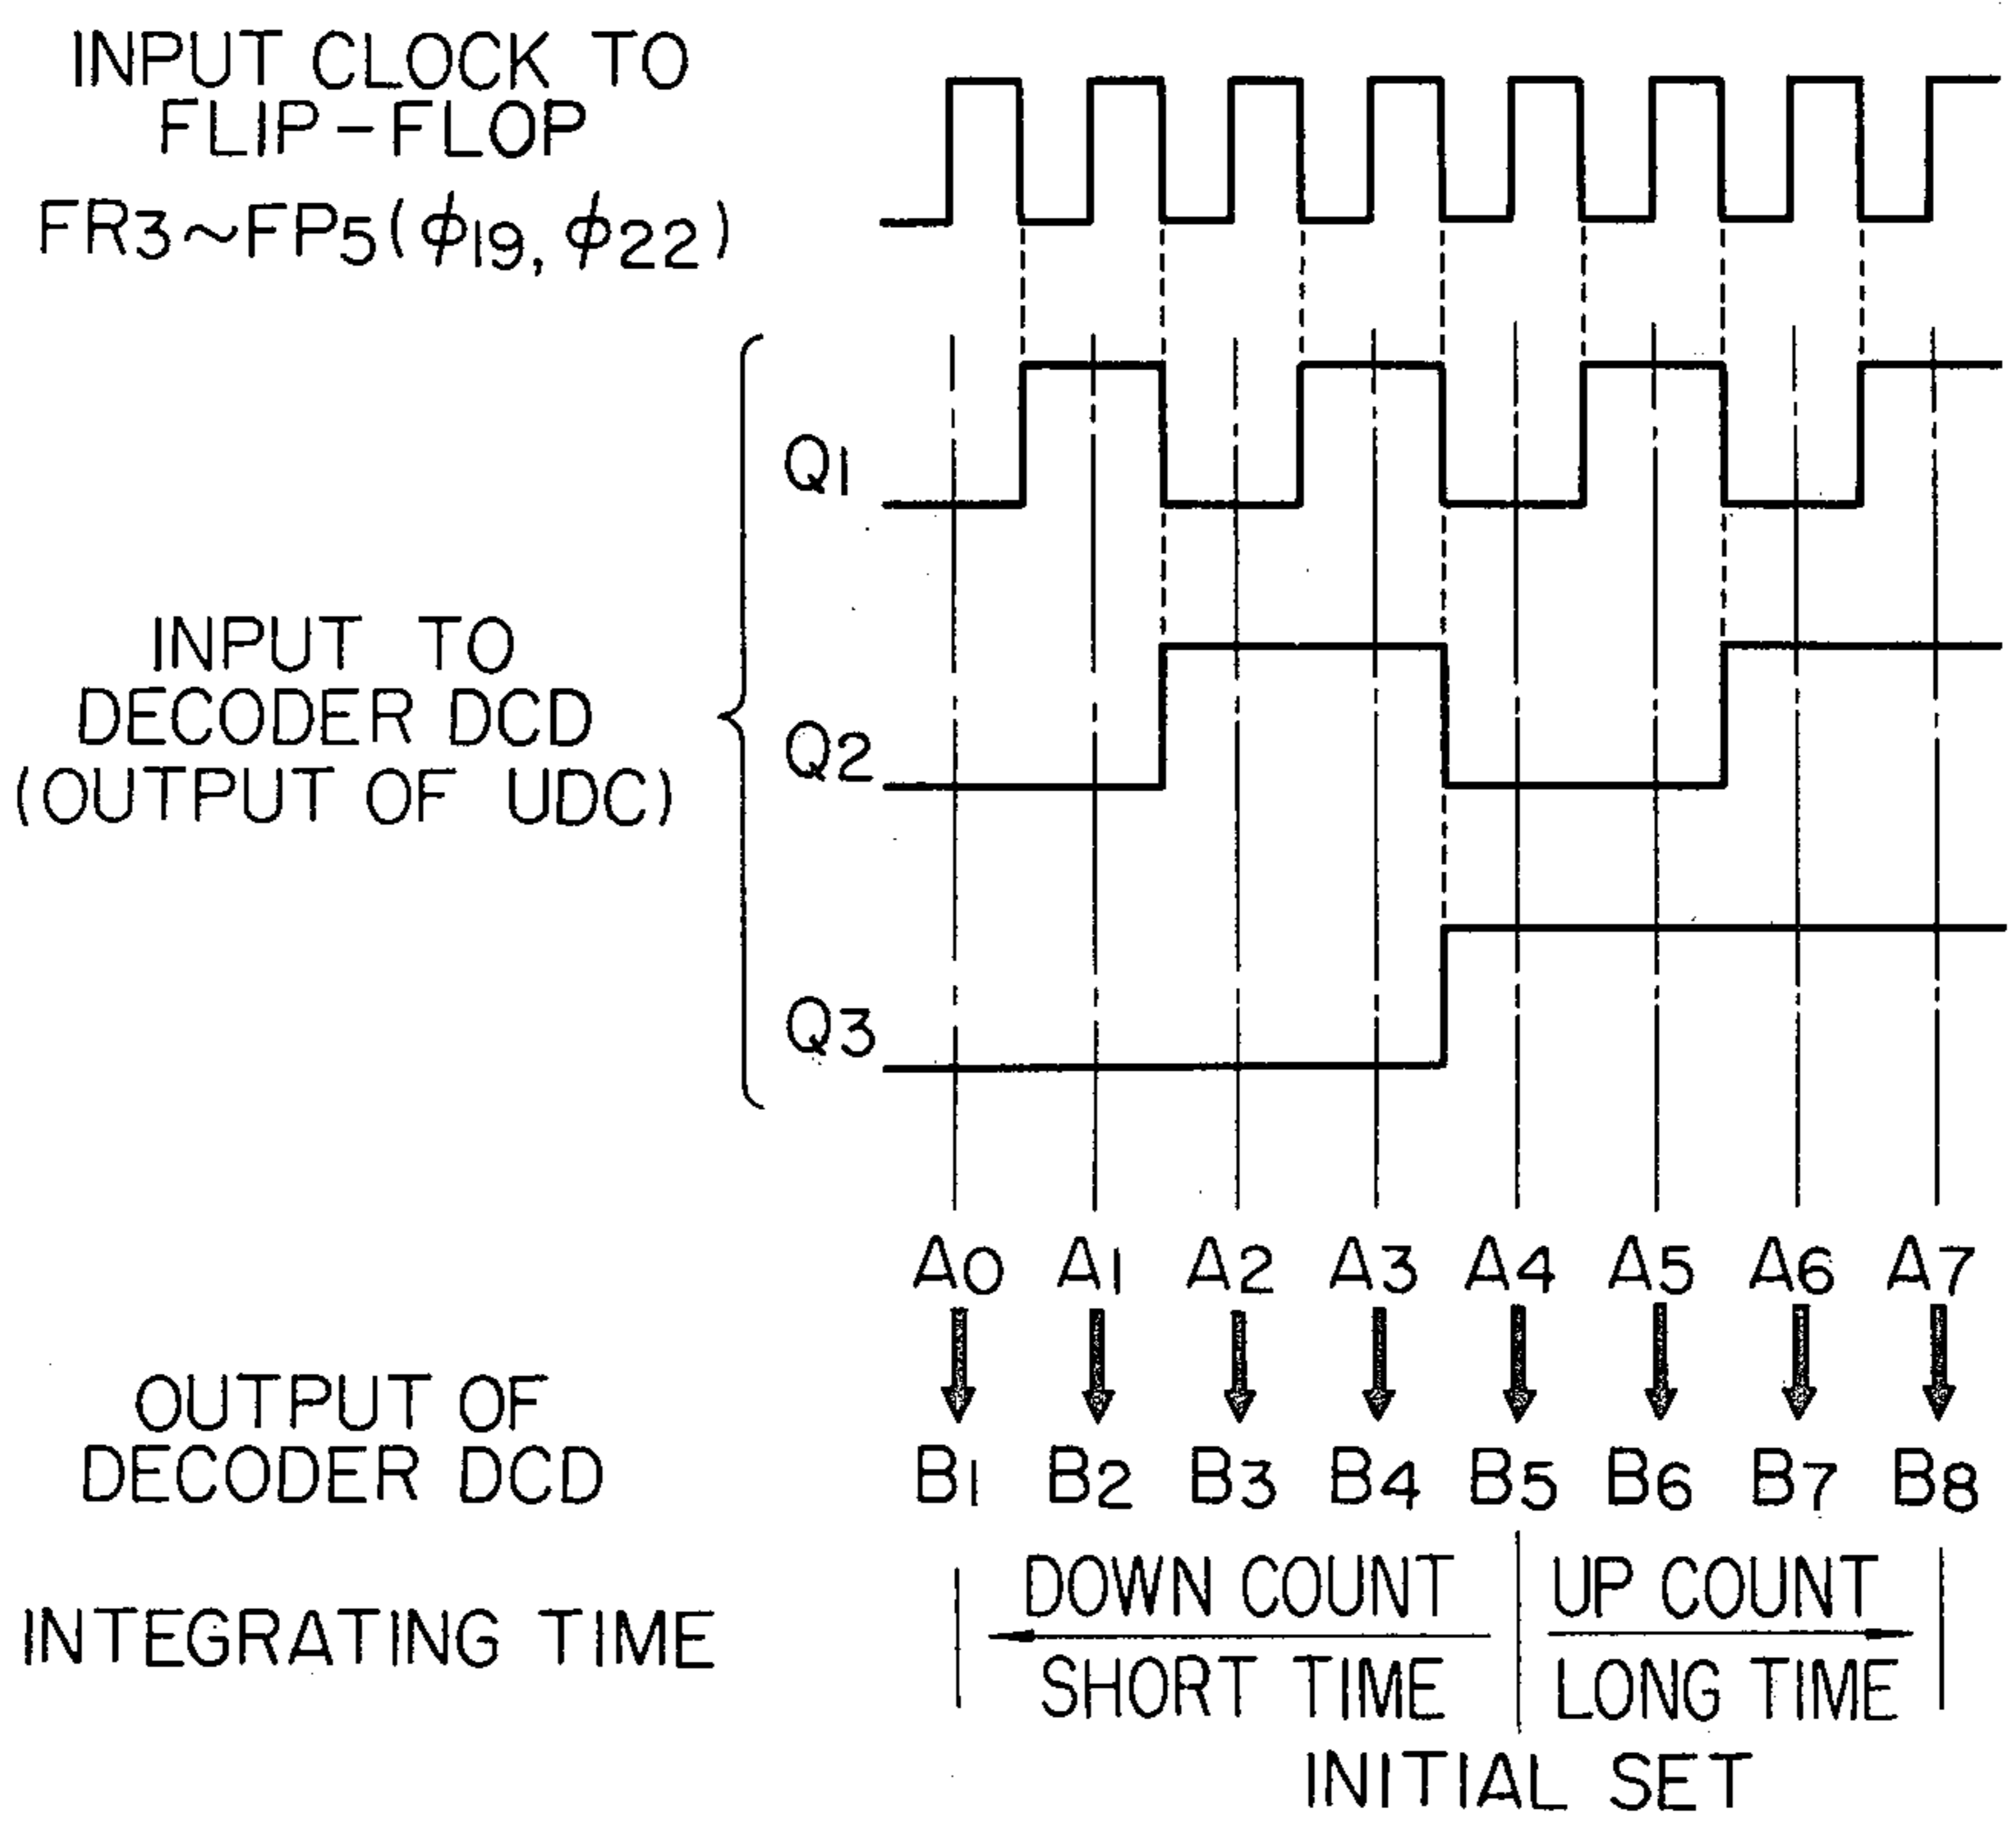 INPUT CLOCK TO
FLIP-FLOP
FR3~FP5(ϕ19, ϕ22)
Q1
INPUT TO
DECODER DCD
(OUTPUT OF UDC)
Q2
Q3
A0 A1 A2 A3 A4 A5 A6 A7
OUTPUT OF
DECODER DCD
B1 B2 B3 B4 B5 B6 B7 B8
INTEGRATING TIME
DOWN COUNT UP COUNT
SHORT TIME LONG TIME
INITIAL SET